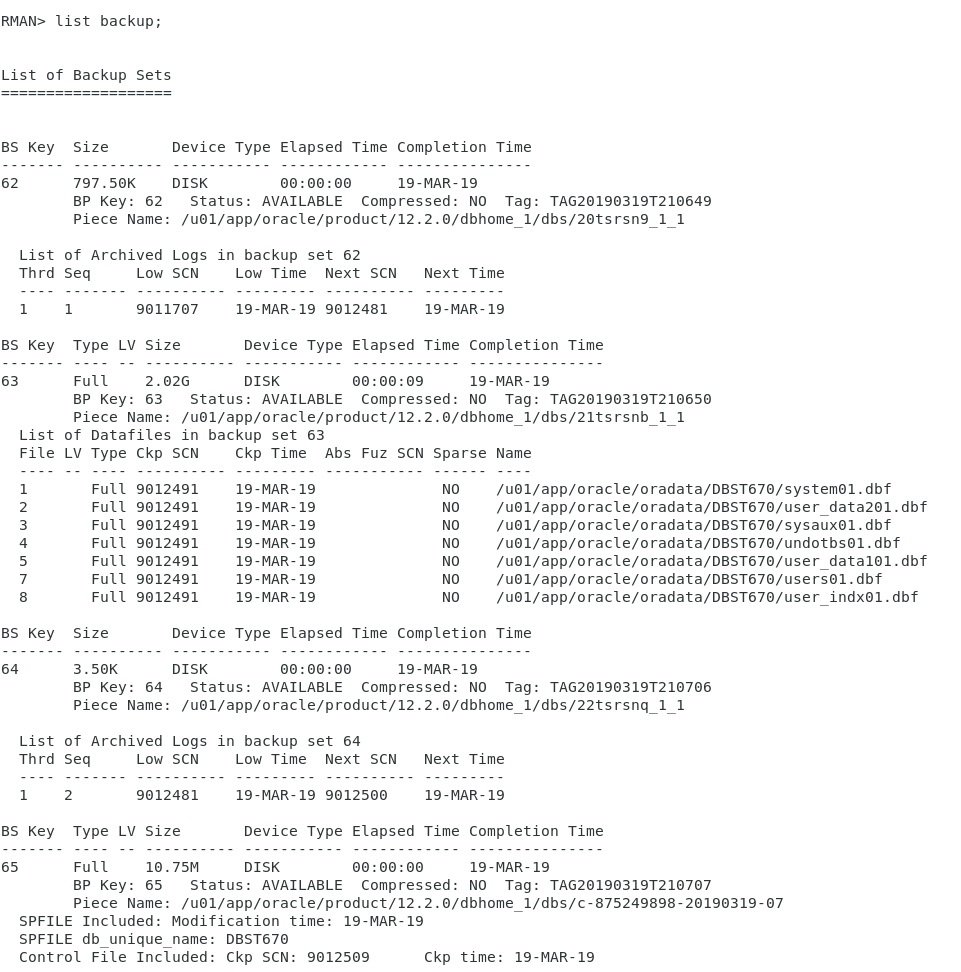 RMAN> list backup;
List of Backup Sets
===================
BS Key  Size       Device Type Elapsed Time Completion Time
------- ---------- ----------- ------------ ---------------
62      797.50K    DISK        00:00:00     19-MAR-19
        BP Key: 62   Status: AVAILABLE  Compressed: NO  Tag: TAG20190319T210649
        Piece Name: /u01/app/oracle/product/12.2.0/dbhome_1/dbs/20tsrsn9_1_1
  List of Archived Logs in backup set 62
  Thrd Seq     Low SCN    Low Time  Next SCN   Next Time
  ---- ------- ---------- --------- ---------- ---------
  1    1       9011707    19-MAR-19 9012481    19-MAR-19
BS Key  Type LV Size       Device Type Elapsed Time Completion Time
------- ---- -- ---------- ----------- ------------ ---------------
63      Full    2.02G      DISK        00:00:09     19-MAR-19
        BP Key: 63   Status: AVAILABLE  Compressed: NO  Tag: TAG20190319T210650
        Piece Name: /u01/app/oracle/product/12.2.0/dbhome_1/dbs/21tsrsnb_1_1
  List of Datafiles in backup set 63
  File LV Type Ckp SCN    Ckp Time  Abs Fuz SCN Sparse Name
  ---- -- ---- ---------- --------- ----------- ------ ----
  1       Full 9012491    19-MAR-19              NO    /u01/app/oracle/oradata/DBST670/system01.dbf
  2       Full 9012491    19-MAR-19              NO    /u01/app/oracle/oradata/DBST670/user_data201.dbf
  3       Full 9012491    19-MAR-19              NO    /u01/app/oracle/oradata/DBST670/sysaux01.dbf
  4       Full 9012491    19-MAR-19              NO    /u01/app/oracle/oradata/DBST670/undotbs01.dbf
  5       Full 9012491    19-MAR-19              NO    /u01/app/oracle/oradata/DBST670/user_data101.dbf
  7       Full 9012491    19-MAR-19              NO    /u01/app/oracle/oradata/DBST670/users01.dbf
  8       Full 9012491    19-MAR-19              NO    /u01/app/oracle/oradata/DBST670/user_indx01.dbf
BS Key  Size       Device Type Elapsed Time Completion Time
------- ---------- ----------- ------------ ---------------
64      3.50K      DISK        00:00:00     19-MAR-19
        BP Key: 64   Status: AVAILABLE  Compressed: NO  Tag: TAG20190319T210706
        Piece Name: /u01/app/oracle/product/12.2.0/dbhome_1/dbs/22tsrsnq_1_1
  List of Archived Logs in backup set 64
  Thrd Seq     Low SCN    Low Time  Next SCN   Next Time
  ---- ------- ---------- --------- ---------- ---------
  1    2       9012481    19-MAR-19 9012500    19-MAR-19
BS Key  Type LV Size       Device Type Elapsed Time Completion Time
------- ---- -- ---------- ----------- ------------ ---------------
65      Full    10.75M     DISK        00:00:00     19-MAR-19
        BP Key: 65   Status: AVAILABLE  Compressed: NO  Tag: TAG20190319T210707
        Piece Name: /u01/app/oracle/product/12.2.0/dbhome_1/dbs/c-875249898-20190319-07
  SPFILE Included: Modification time: 19-MAR-19
  SPFILE db_unique_name: DBST670
  Control File Included: Ckp SCN: 9012509      Ckp time: 19-MAR-19